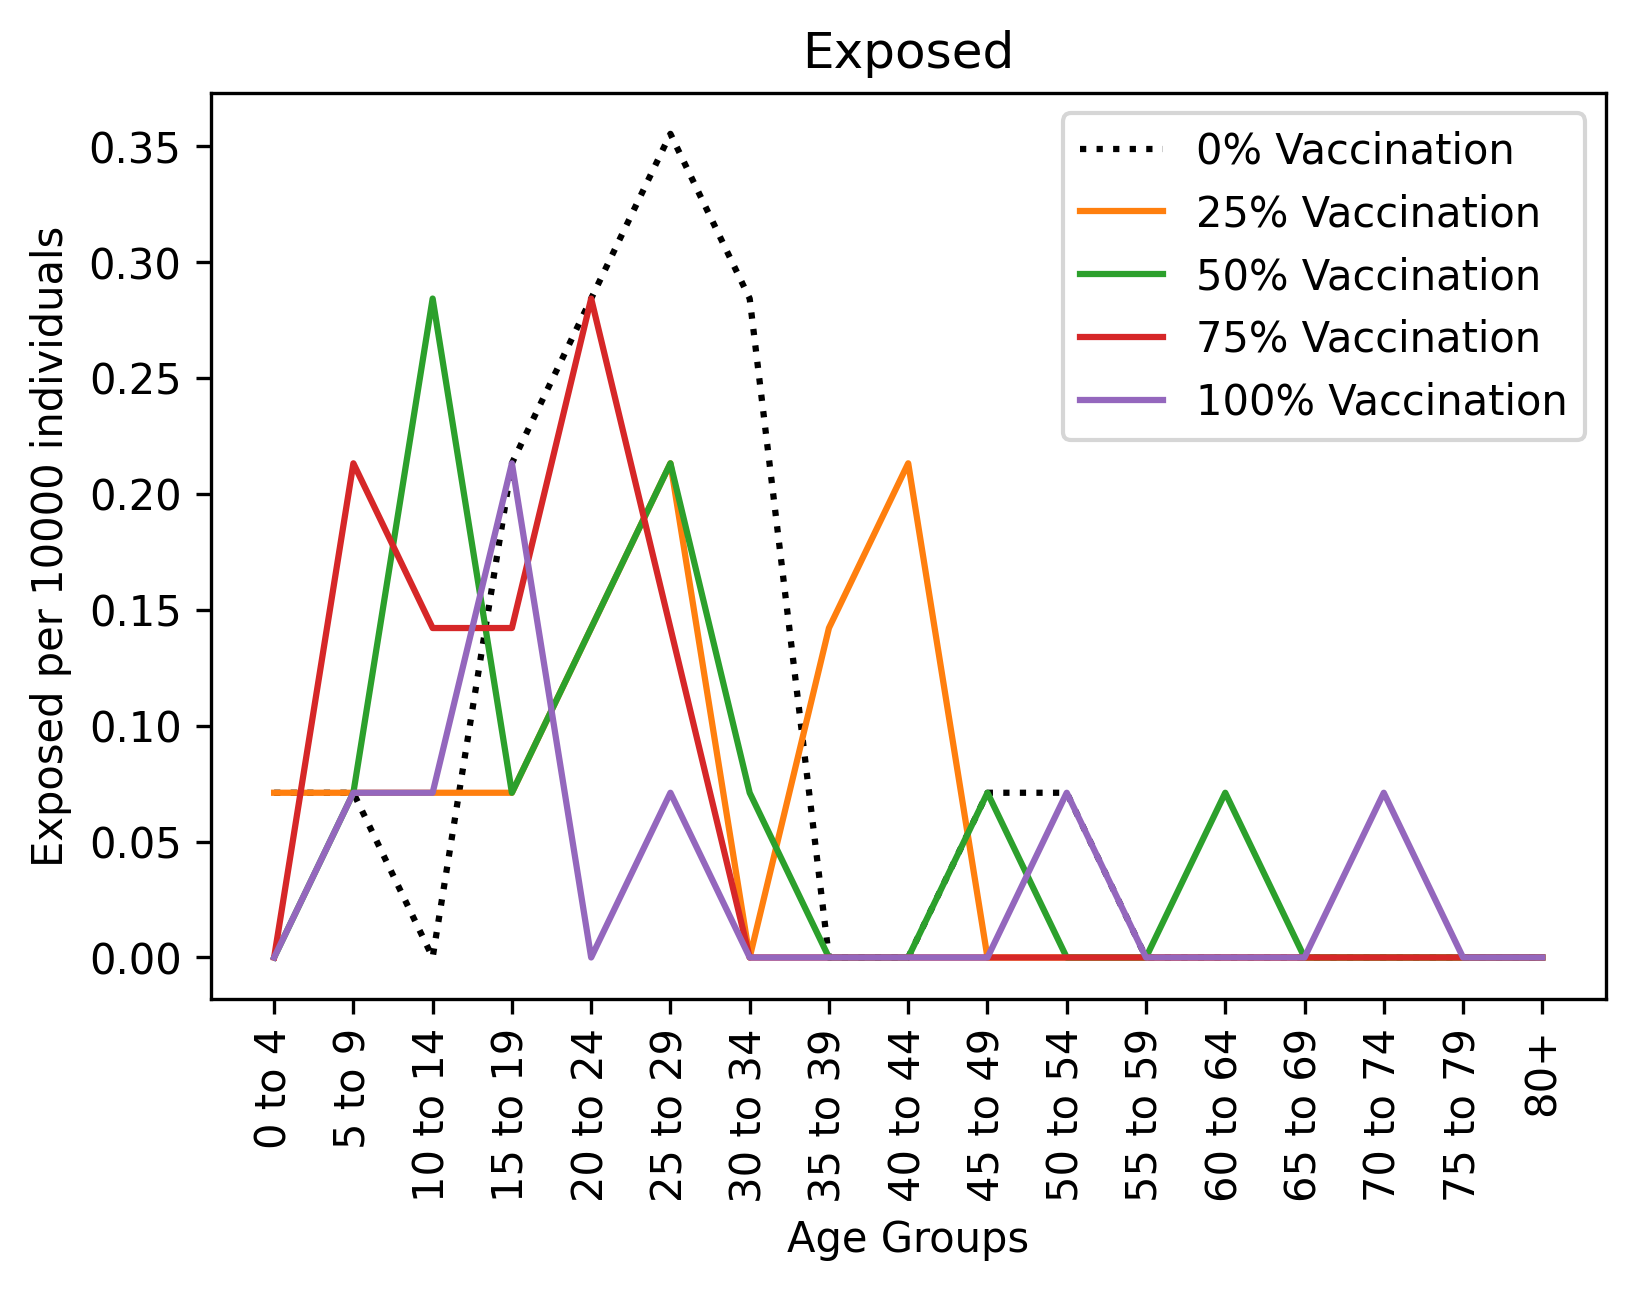 Exposed
0% Vaccination
25% Vaccination
50% Vaccination
75% Vaccination
100% Vaccination
Exposed per 10000 individuals
0.35
0.30
0.25
0.20
0.15
0.10
0.05
0.00
0 to 4
5 to 9
10 to 14
15 to 19
20 to 24
25 to 29
30 to 34
35 to 39
40 to 44
45 to 49
50 to 54
55 to 59
60 to 64
65 to 69
70 to 74
75 to 79
80+
Age Groups